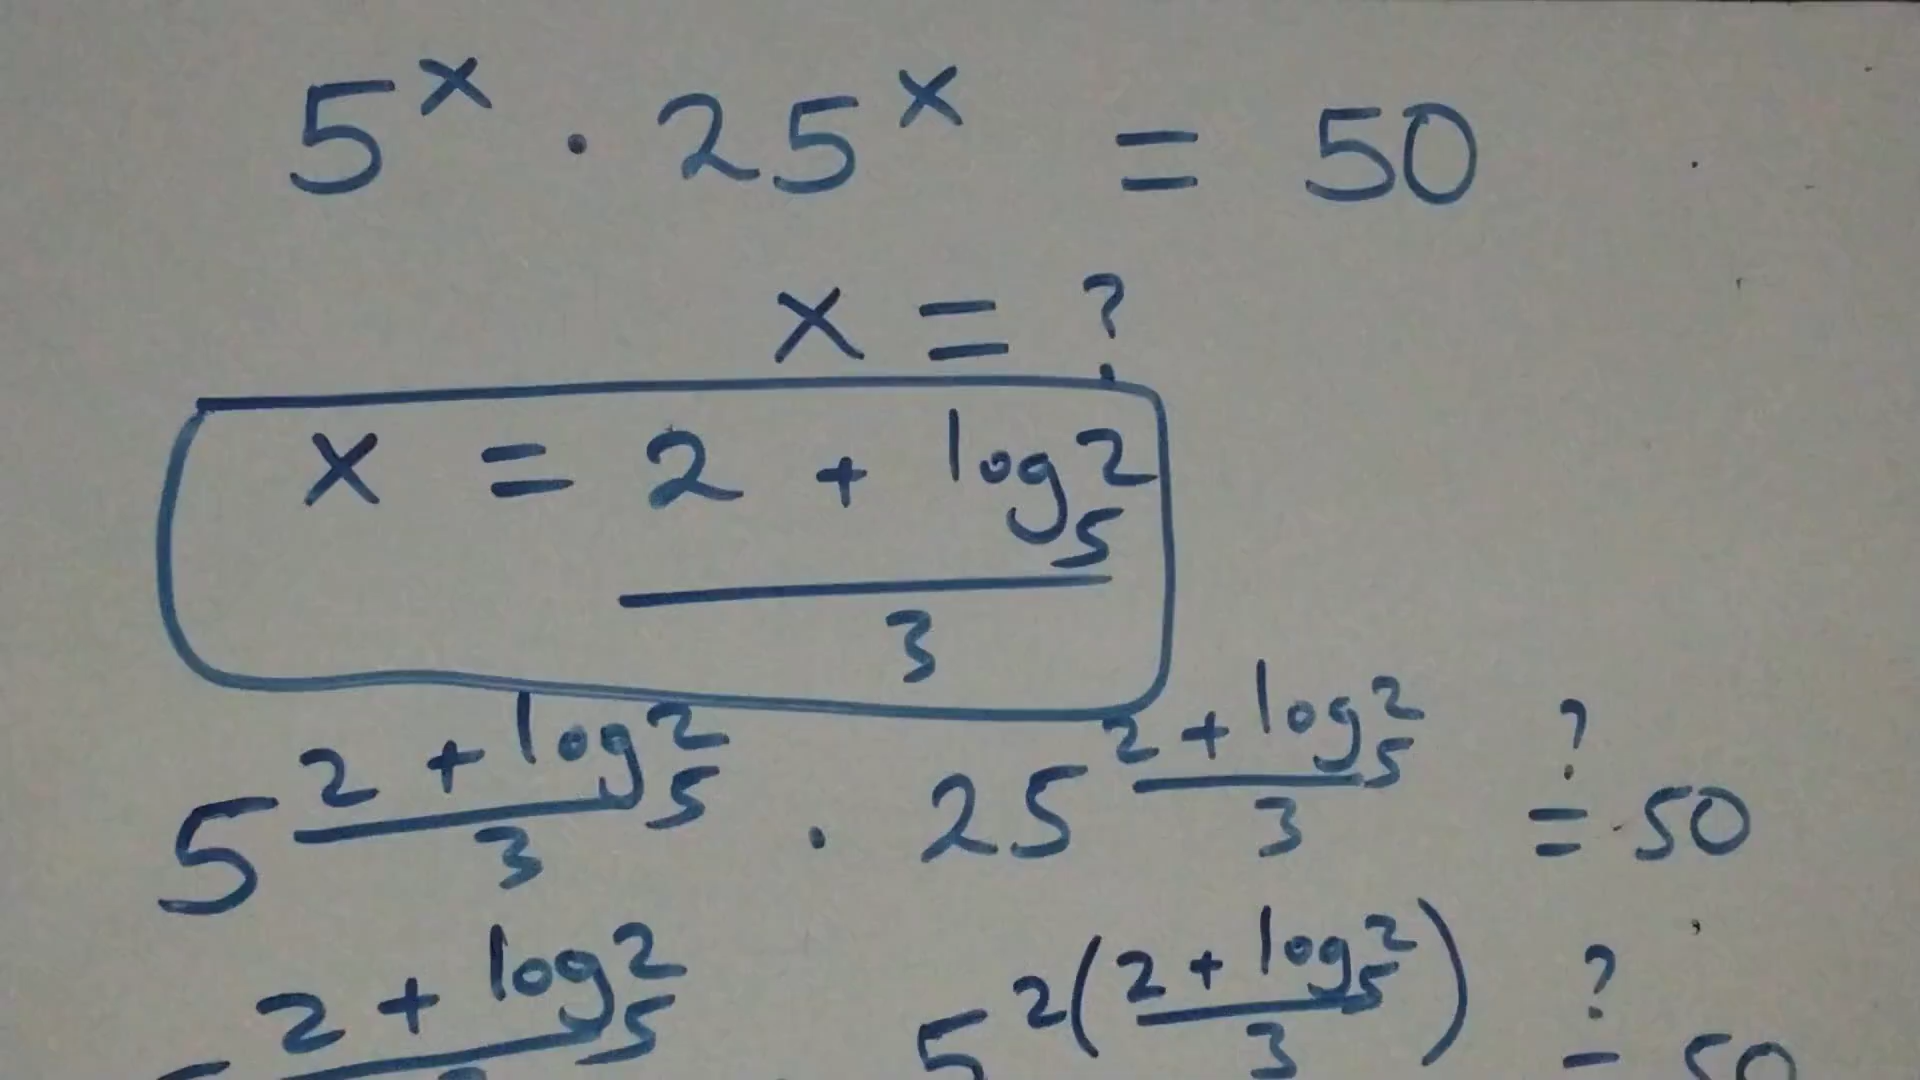 5^x · 25^x = 50
x = ?
x = (2 + log_5 2)/3
5^((2 + log_5 2)/3) · 25^((2 + log_5 2)/3) ?= 50
5^((2 + log_5 2)/3) · 5^(2((2 + log_5 2)/3)) ?= 50